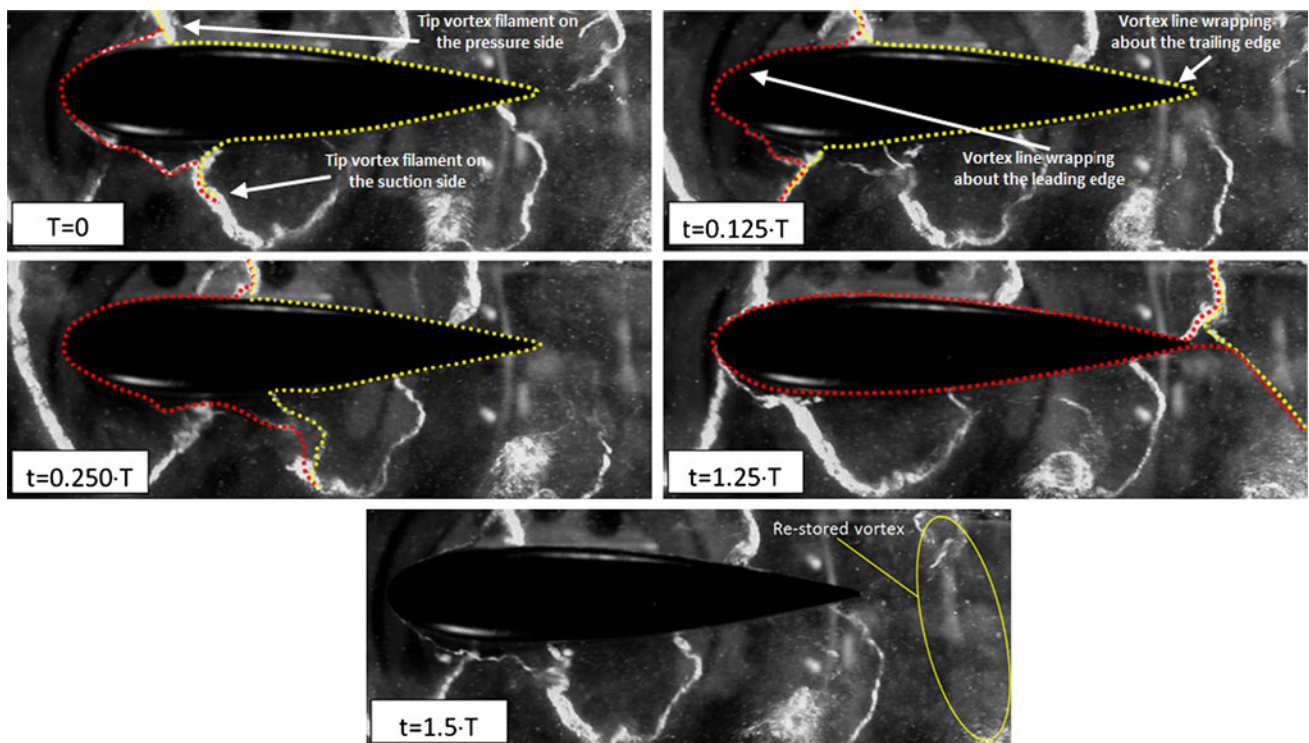 Tip vortex filament on
the pressure side
Tip vortex filament on
the suction side
T=0
Vortex line wrapping
about the trailing edge
Vortex line wrapping
about the leading edge
t=0.125·T
t=0.250·T
t=1.25·T
Re-stored vortex
t=1.5·T